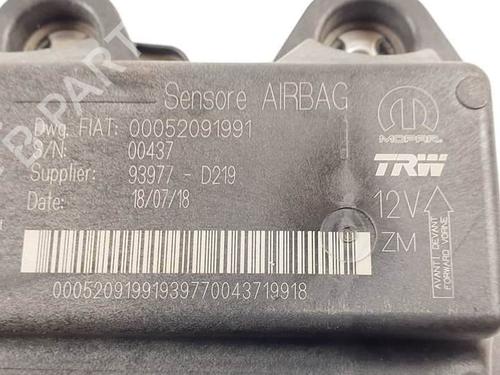 Sensore AIRBAG
Dwg. FIAT: 00052091991
S/N: 00437
Supplier: 93977 - D219
Date: 18/07/18
MOPAR
TRW
12V
ZM
AVANTI DEVANT
FORWARD VORNE
00052091991939770043719918